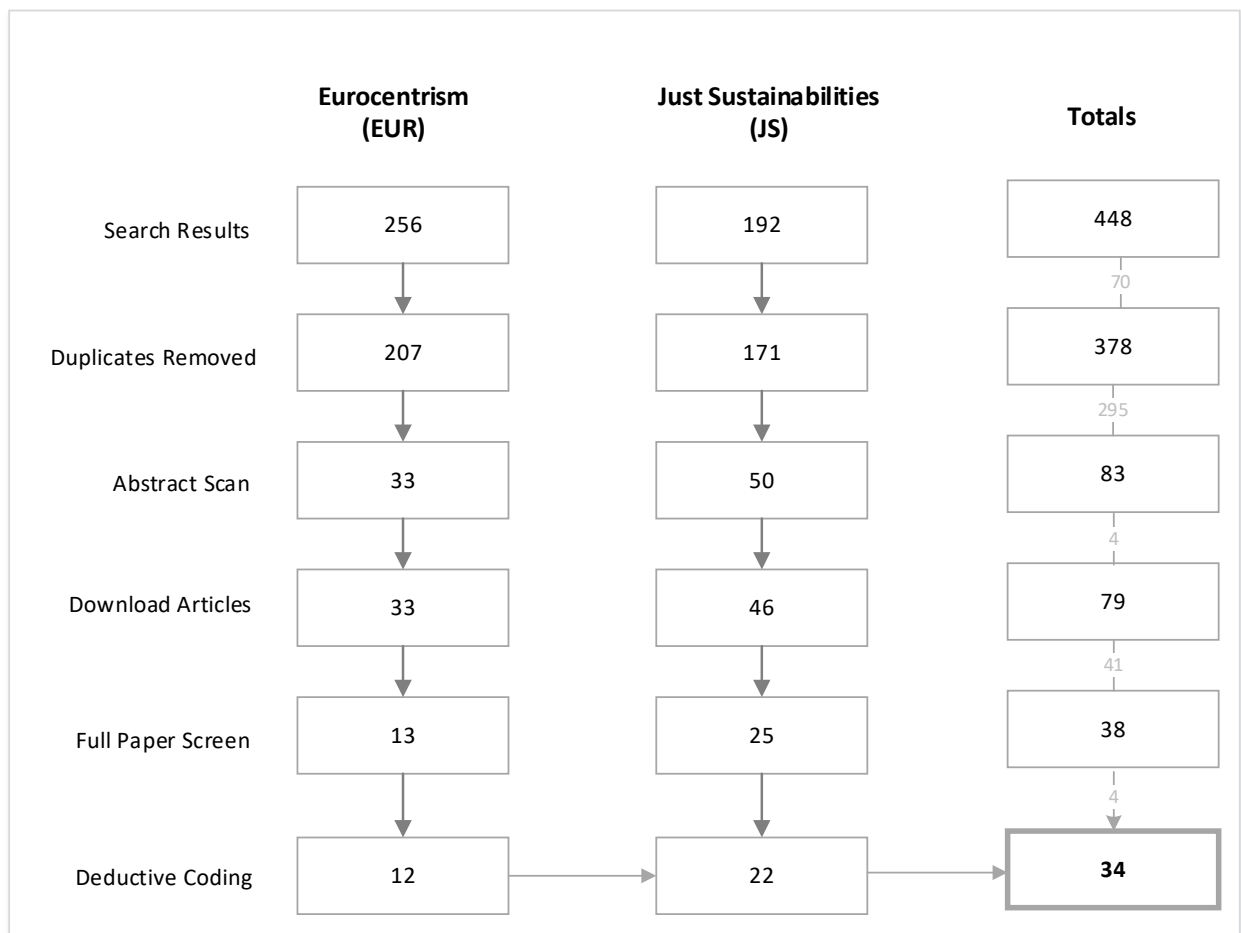 Eurocentrism
(EUR)
Just Sustainabilities
(JS)
Totals
Search Results
256
192
448
70
Duplicates Removed
207
171
378
295
Abstract Scan
33
50
83
4
Download Articles
33
46
79
41
Full Paper Screen
13
25
38
4
Deductive Coding
12
22
34